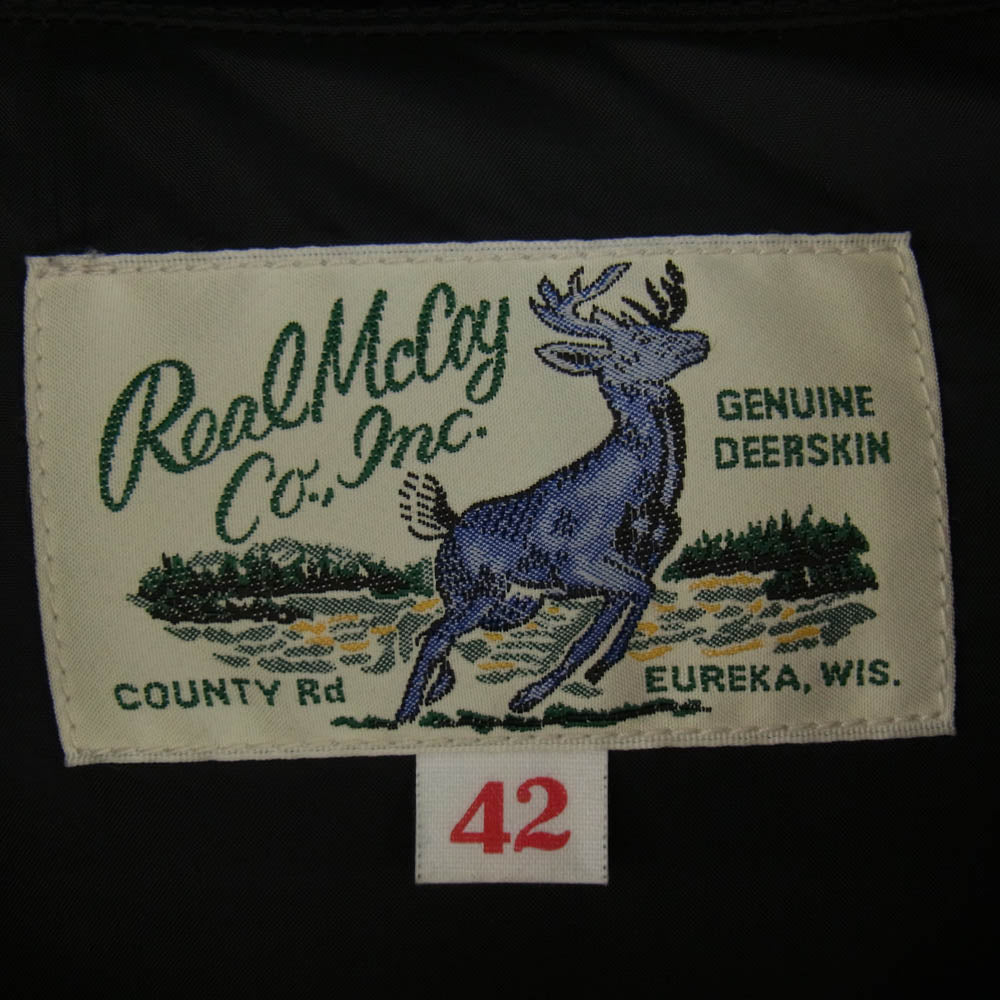 Real McCoy
Co., Inc.
GENUINE
DEERSKIN
COUNTY Rd
EUREKA, WIS.
42